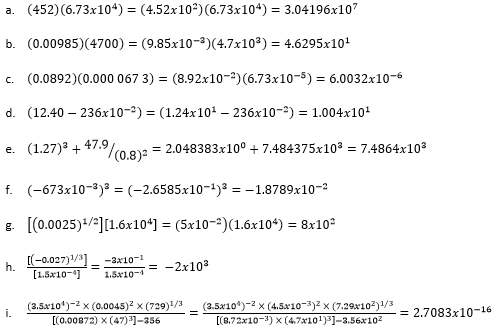 a. (452)(6.73x10⁴) = (4.52x10²)(6.73x10⁴) = 3.04196x10⁷
b. (0.00985)(4700) = (9.85x10⁻³)(4.7x10³) = 4.6295x10¹
c. (0.0892)(0.000 067 3) = (8.92x10⁻²)(6.73x10⁻⁵) = 6.0032x10⁻⁶
d. (12.40 − 236x10⁻²) = (1.24x10¹ − 236x10⁻²) = 1.004x10¹
e. (1.27)³ + 47.9/(0.8)² = 2.048383x10⁰ + 7.484375x10³ = 7.4864x10³
f. (−673x10⁻³)³ = (−2.6585x10⁻¹)³ = −1.8789x10⁻²
g. [(0.0025)^1/2][1.6x10⁴] = (5x10⁻²)(1.6x10⁴) = 8x10²
h. [(−0.027)^1/3]/[1.5x10⁻⁴] = −3x10⁻¹/1.5x10⁻⁴ = −2x10³
i. (3.5x10⁴)⁻² × (0.0045)² × (729)^1/3/[(0.00872) × (47)³]−356 = (3.5x10⁴)⁻² × (4.5x10⁻³)² × (7.29x10²)^1/3/[(8.72x10⁻³) × (4.7x10¹)³]−3.56x10² = 2.7083x10⁻¹⁶